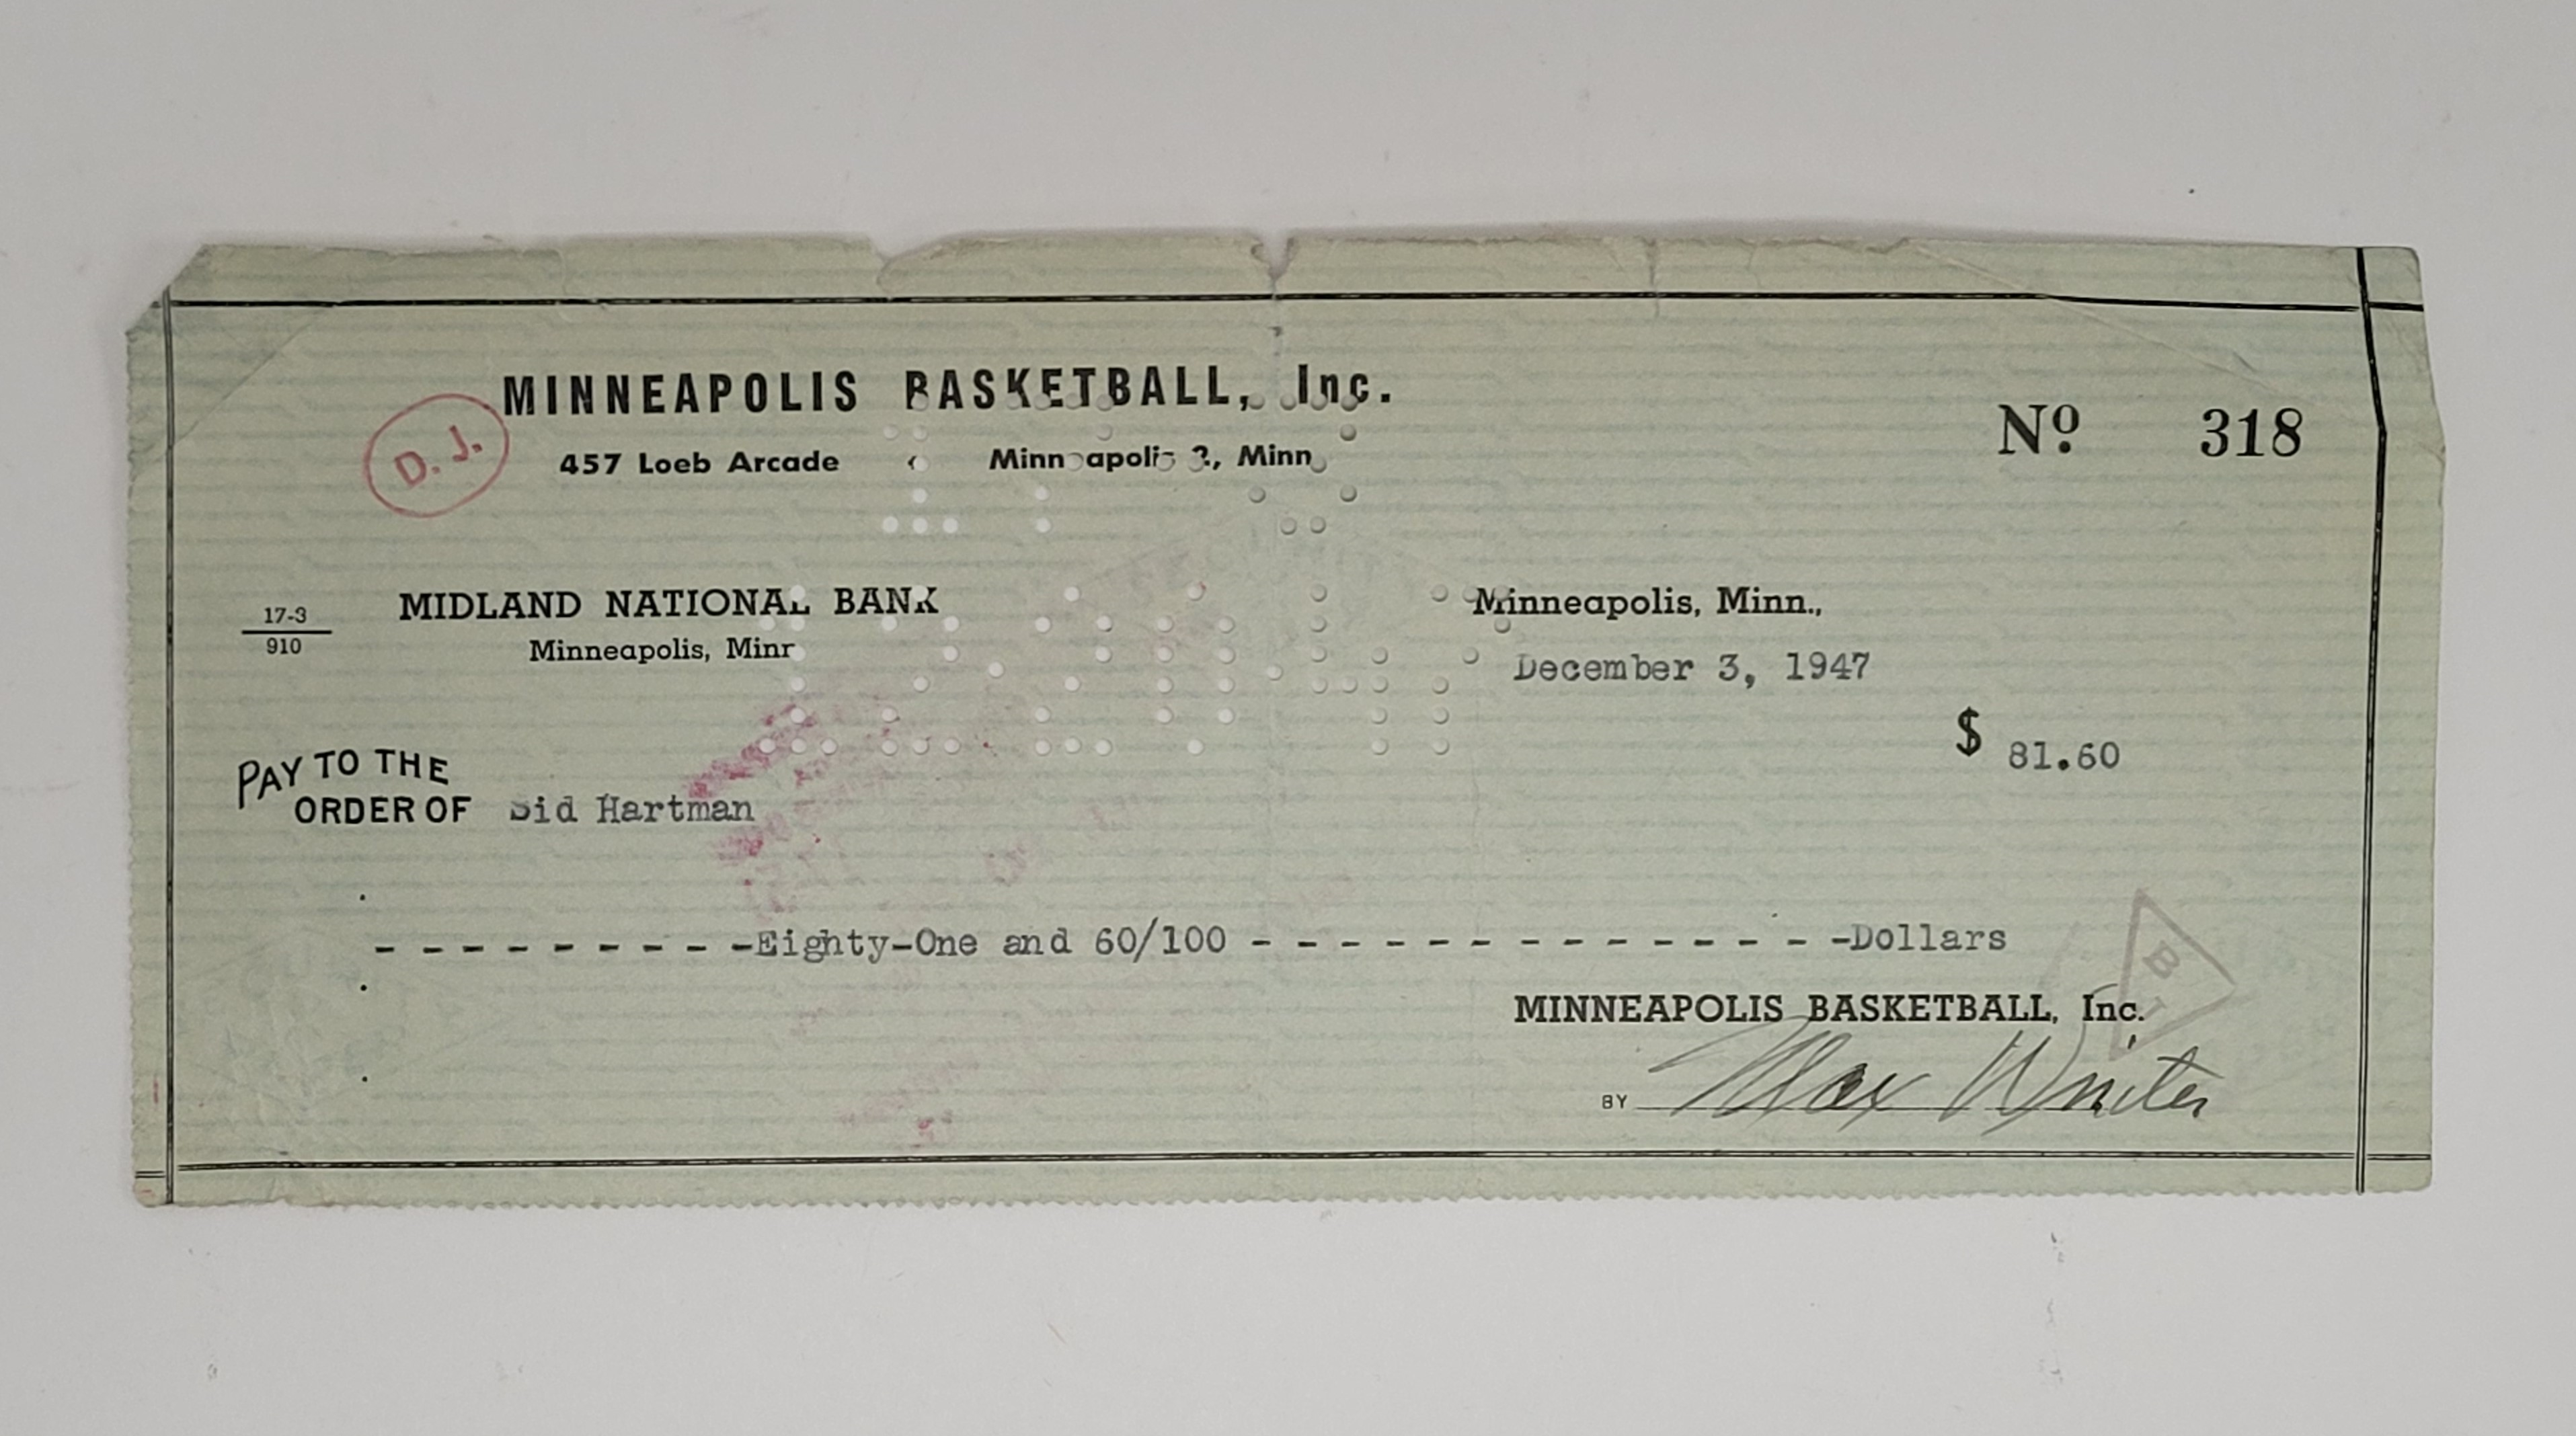 MINNEAPOLIS BASKETBALL, Inc.
D. J.
457 Loeb Arcade Minneapolis 2, Minn.
Nº 318
17-3
910
MIDLAND NATIONAL BANK
Minneapolis, Minn
Minneapolis, Minn.,
December 3, 1947
$ 81.60
PAY TO THE
ORDER OF Sid Hartman
- - - - - - - - - -Eighty-One and 60/100 - - - - - - - - - - - - - - -Dollars
MINNEAPOLIS BASKETBALL, Inc.
BY Max Winter